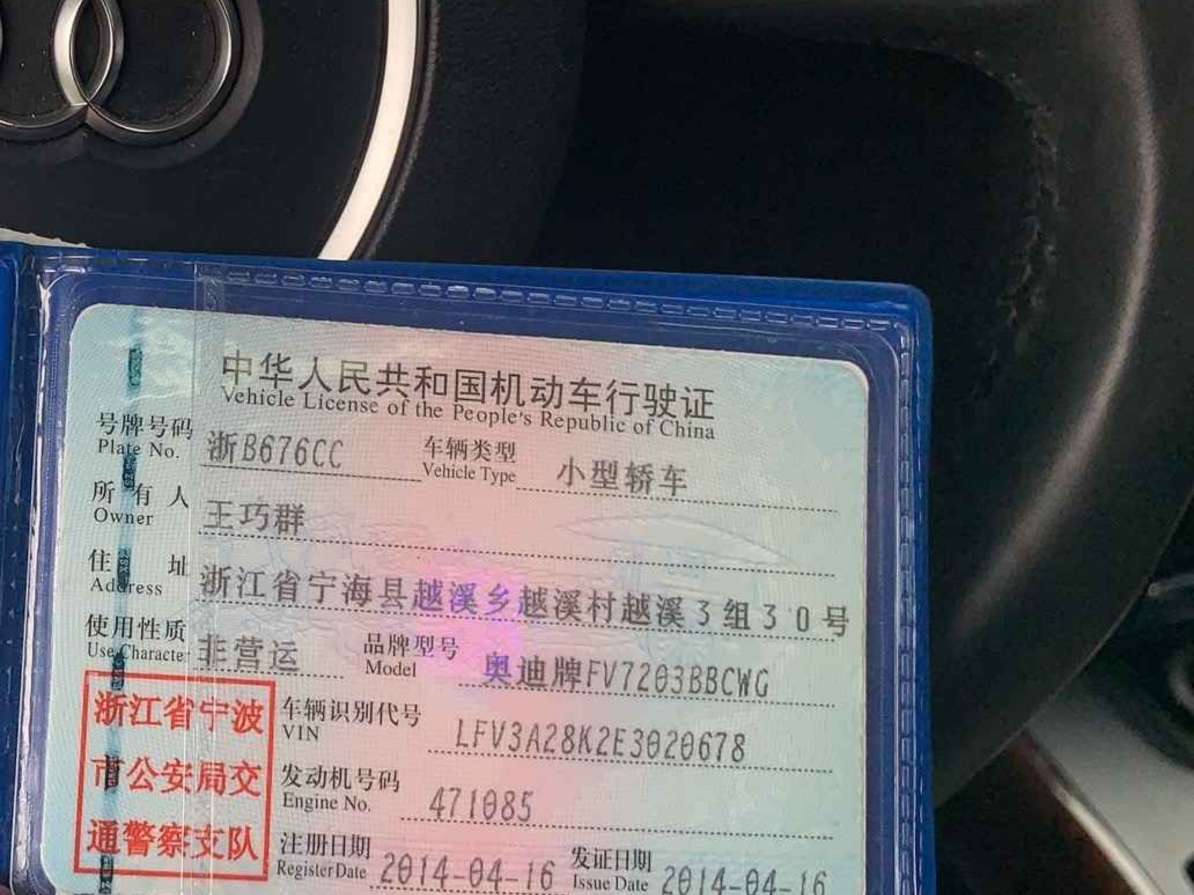 中华人民共和国机动车行驶证
Vehicle License of the People's Republic of China
号牌号码 浙B676CC 车辆类型 小型轿车
Plate No. Vehicle Type
所有人 王巧群
Owner
住址 浙江省宁海县越溪乡越溪村越溪3组30号
Address
使用性质 非营运 品牌型号 奥迪牌FV7203BBCWG
Use Characte Model
浙江省宁波
市公安局交
通警察支队
车辆识别代号 LFV3A28K2E3020678
VIN
发动机号码 471085
Engine No.
注册日期 2014-04-16 发证日期 2014-04-16
Register Date Issue Date